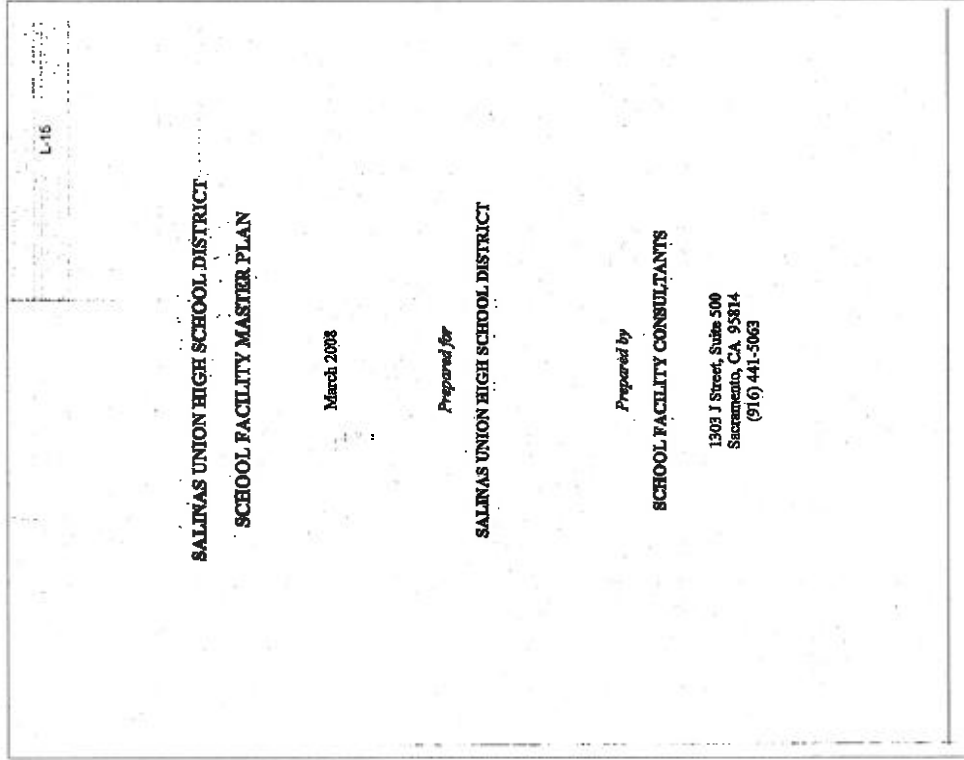 L-16
SALINAS UNION HIGH SCHOOL DISTRICT
SCHOOL FACILITY MASTER PLAN
March 2008
Prepared for
SALINAS UNION HIGH SCHOOL DISTRICT
Prepared by
SCHOOL FACILITY CONSULTANTS
1303 J Street, Suite 500
Sacramento, CA 95814
(916) 441-5063